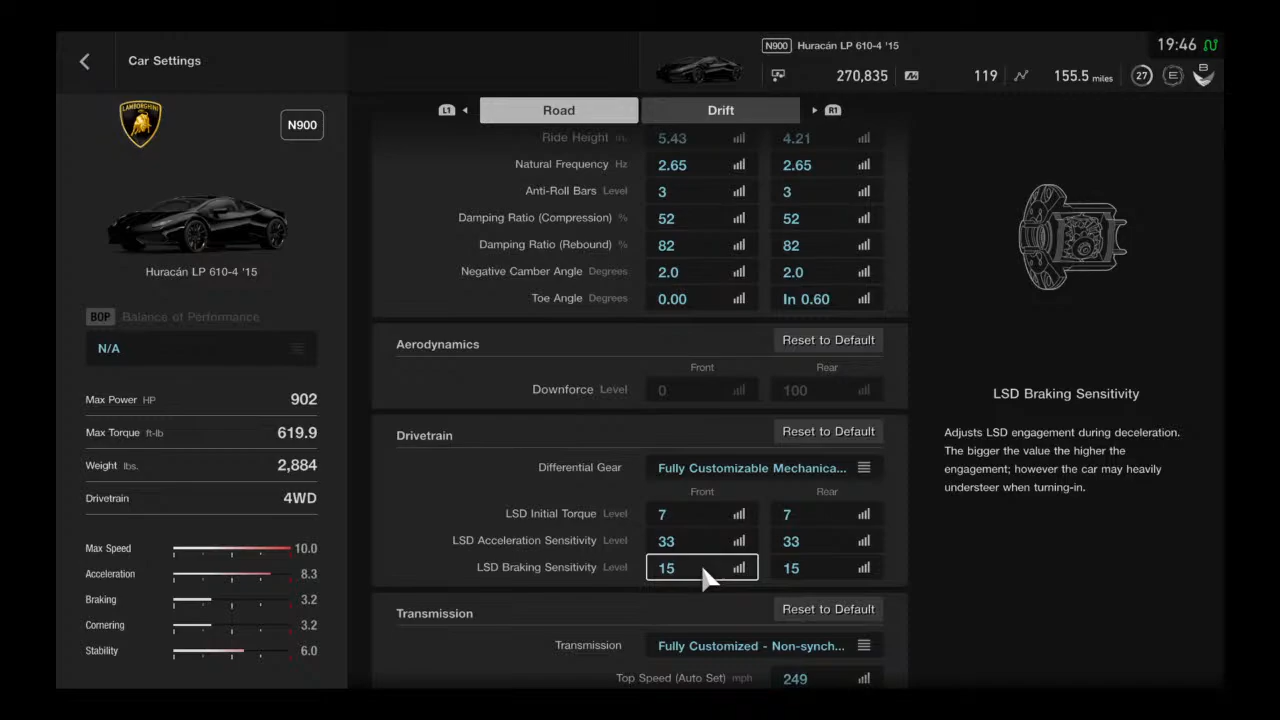 Car Settings
N900 Huracán LP 610-4 '15
19:46
270,835 119 155.5 miles 27 E B
LAMBORGHINI
N900
Huracán LP 610-4 '15
BOP Balance of Performance
N/A
Max Power HP 902
Max Torque ft-lb 619.9
Weight lbs. 2,884
Drivetrain 4WD
Max Speed 10.0
Acceleration 8.3
Braking 3.2
Cornering 3.2
Stability 6.0
L1 Road Drift R1
Ride Height in. 5.43 4.21
Natural Frequency Hz 2.65 2.65
Anti-Roll Bars Level 3 3
Damping Ratio (Compression) % 52 52
Damping Ratio (Rebound) % 82 82
Negative Camber Angle Degrees 2.0 2.0
Toe Angle Degrees 0.00 In 0.60
Aerodynamics Reset to Default
Front Rear
Downforce Level 0 100
Drivetrain Reset to Default
Differential Gear Fully Customizable Mechanica...
Front Rear
LSD Initial Torque Level 7 7
LSD Acceleration Sensitivity Level 33 33
LSD Braking Sensitivity Level 15 15
Transmission Reset to Default
Transmission Fully Customized - Non-synch...
Top Speed (Auto Set) mph 249
LSD Braking Sensitivity
Adjusts LSD engagement during deceleration.
The bigger the value the higher the
engagement; however the car may heavily
understeer when turning-in.